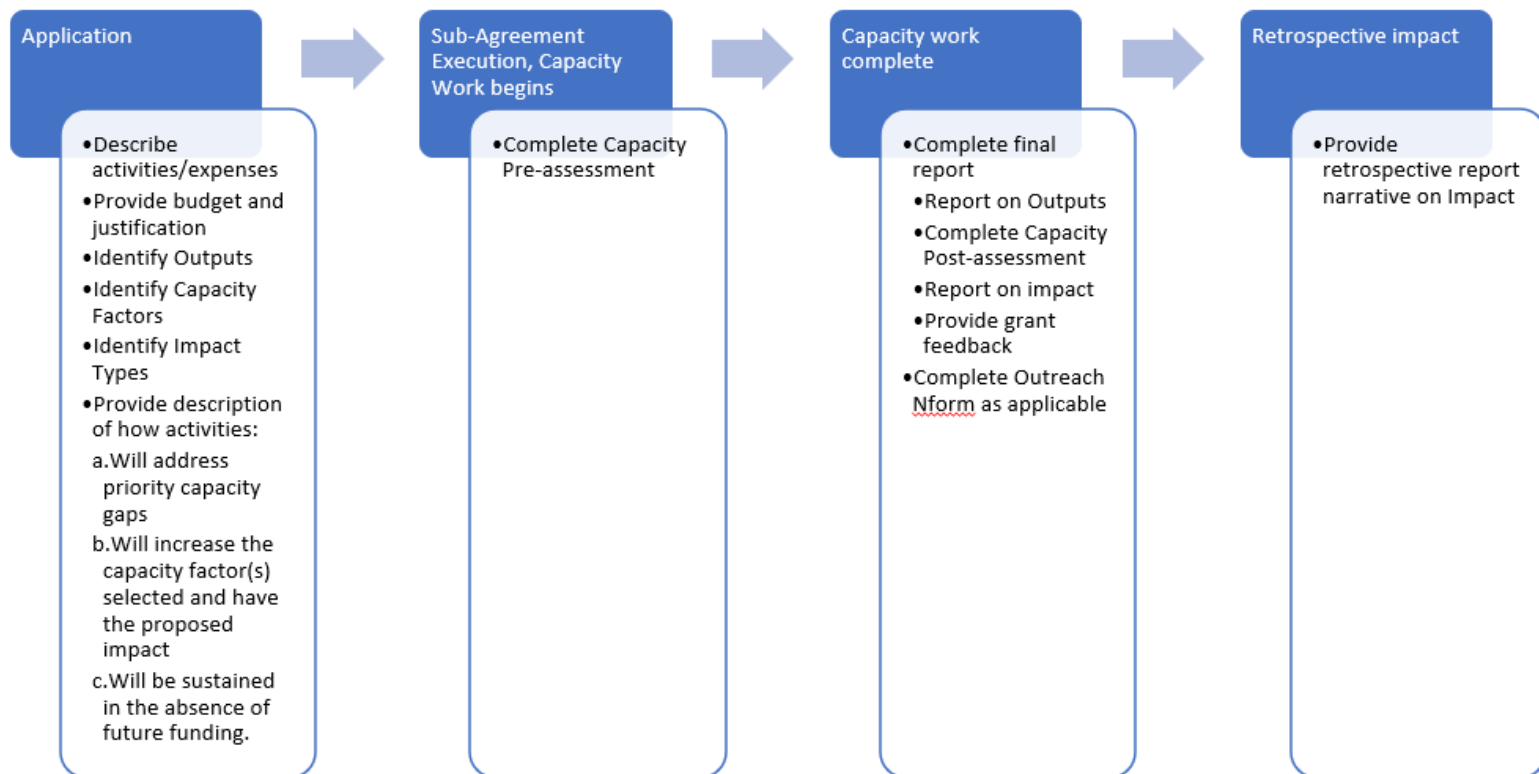 Application
•Describe
activities/expenses
•Provide budget and
justification
•Identify Outputs
•Identify Capacity
Factors
•Identify Impact
Types
•Provide description
of how activities:
a.Will address
priority capacity
gaps
b.Will increase the
capacity factor(s)
selected and have
the proposed
impact
c.Will be sustained
in the absence of
future funding.
Sub-Agreement
Execution, Capacity
Work begins
•Complete Capacity
Pre-assessment
Capacity work
complete
•Complete final
report
•Report on Outputs
•Complete Capacity
Post-assessment
•Report on impact
•Provide grant
feedback
•Complete Outreach
Nform as applicable
Retrospective impact
•Provide
retrospective report
narrative on Impact